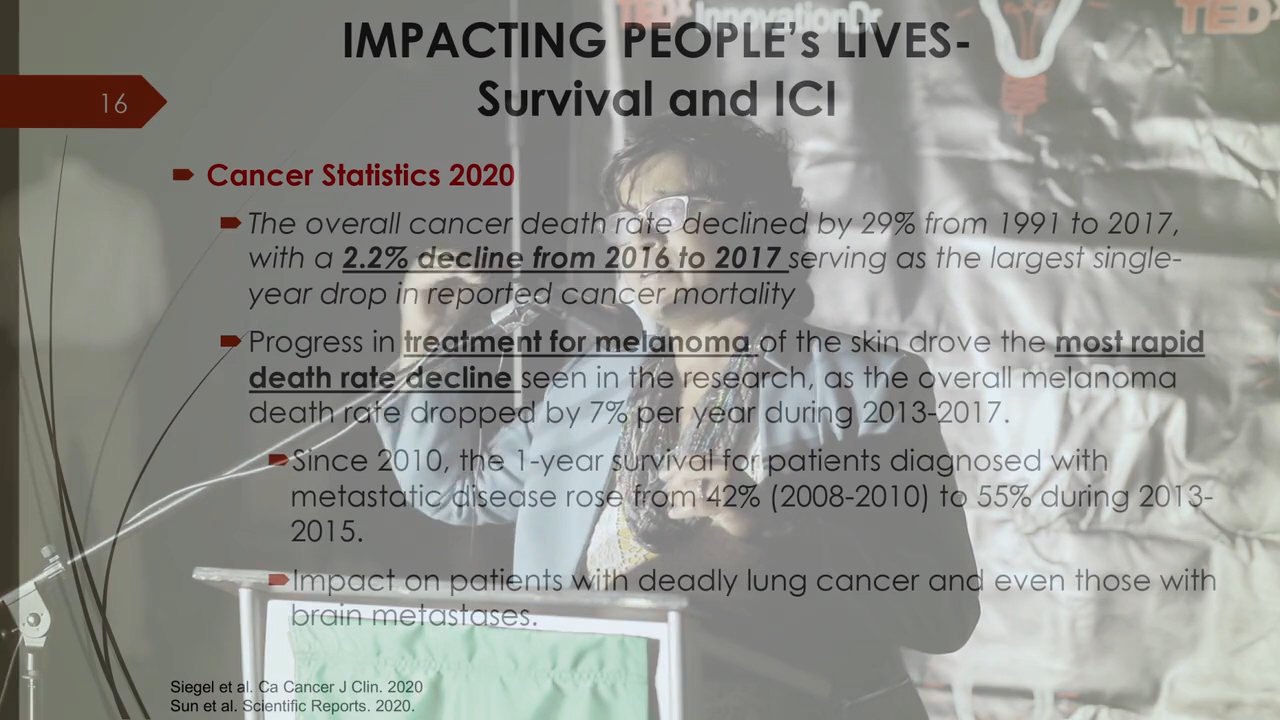 TEDx InnovationDr
TEDx
IMPACTING PEOPLE's LIVES-
Survival and ICI
16
Cancer Statistics 2020
The overall cancer death rate declined by 29% from 1991 to 2017,
with a 2.2% decline from 2016 to 2017 serving as the largest single-
year drop in reported cancer mortality
Progress in treatment for melanoma of the skin drove the most rapid
death rate decline seen in the research, as the overall melanoma
death rate dropped by 7% per year during 2013-2017.
Since 2010, the 1-year survival for patients diagnosed with
metastatic disease rose from 42% (2008-2010) to 55% during 2013-
2015.
Impact on patients with deadly lung cancer and even those with
brain metastases.
Siegel et al. Ca Cancer J Clin. 2020
Sun et al. Scientific Reports. 2020.